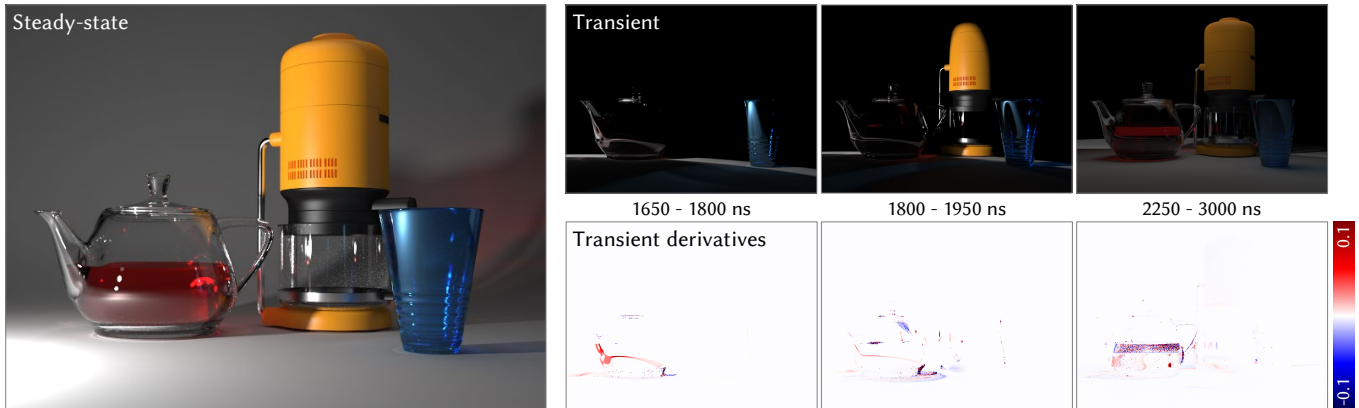 Steady-state
Transient
1650 - 1800 ns
1800 - 1950 ns
2250 - 3000 ns
Transient derivatives
0.1
-0.1